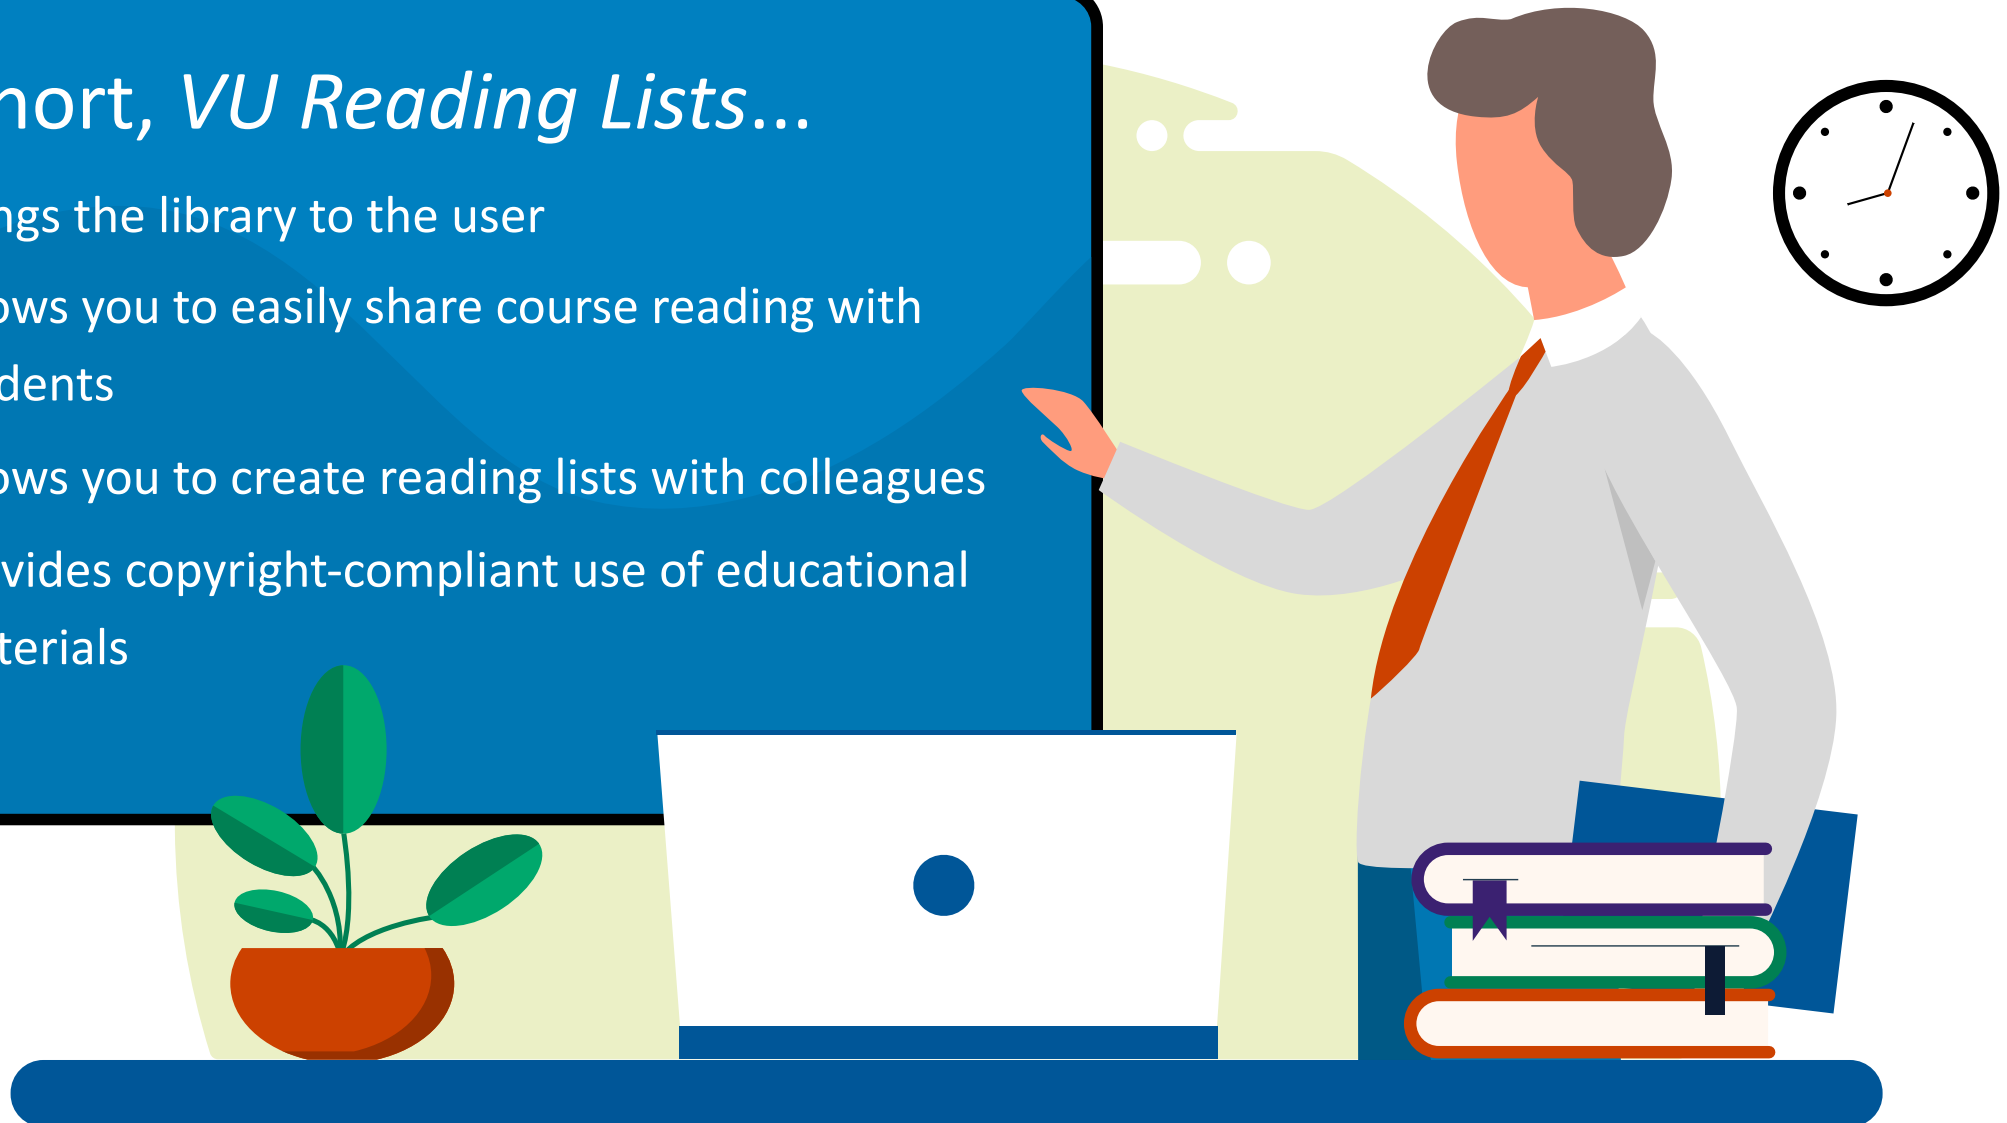 hort, VU Reading Lists...
ngs the library to the user
ows you to easily share course reading with
dents
ows you to create reading lists with colleagues
vides copyright-compliant use of educational
terials